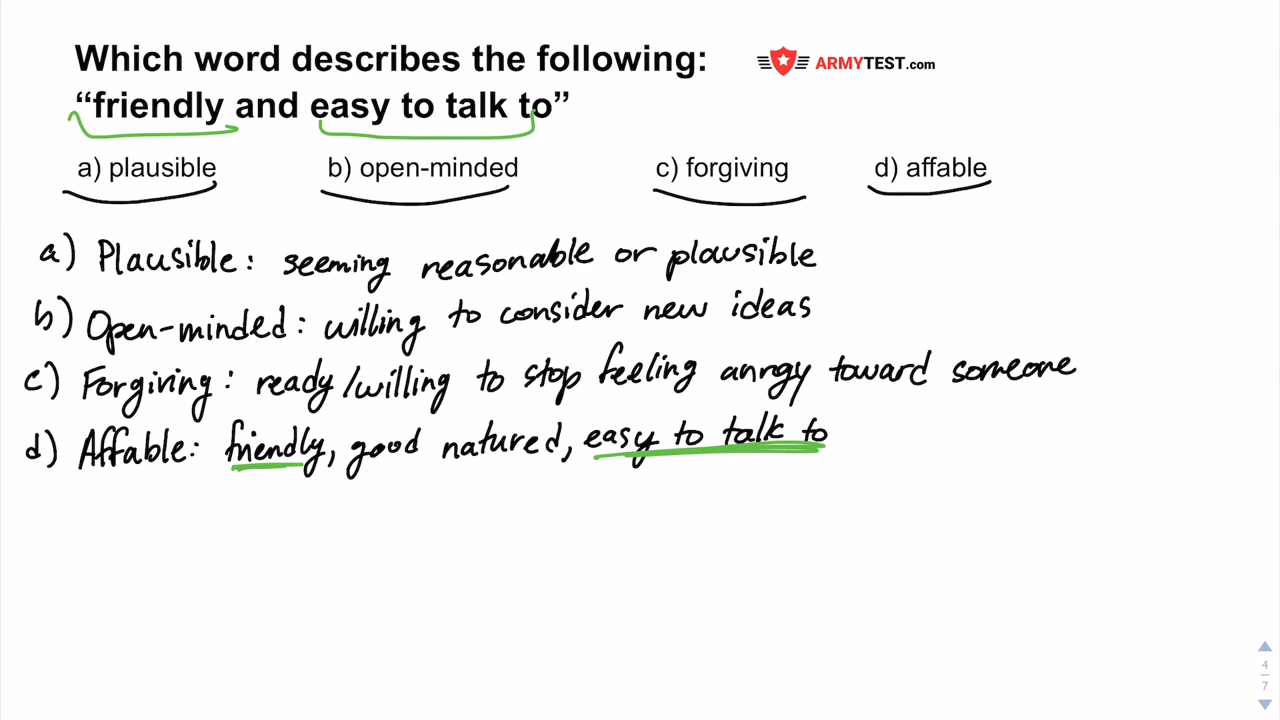 Which word describes the following:
ARMYTEST.com
“friendly and easy to talk to”
a) plausible b) open-minded c) forgiving d) affable
a) Plausible: seeming reasonable or plausible
b) Open-minded: willing to consider new ideas
c) Forgiving: ready/willing to stop feeling anrgy toward someone
d) Affable: friendly, good natured, easy to talk to
4
7